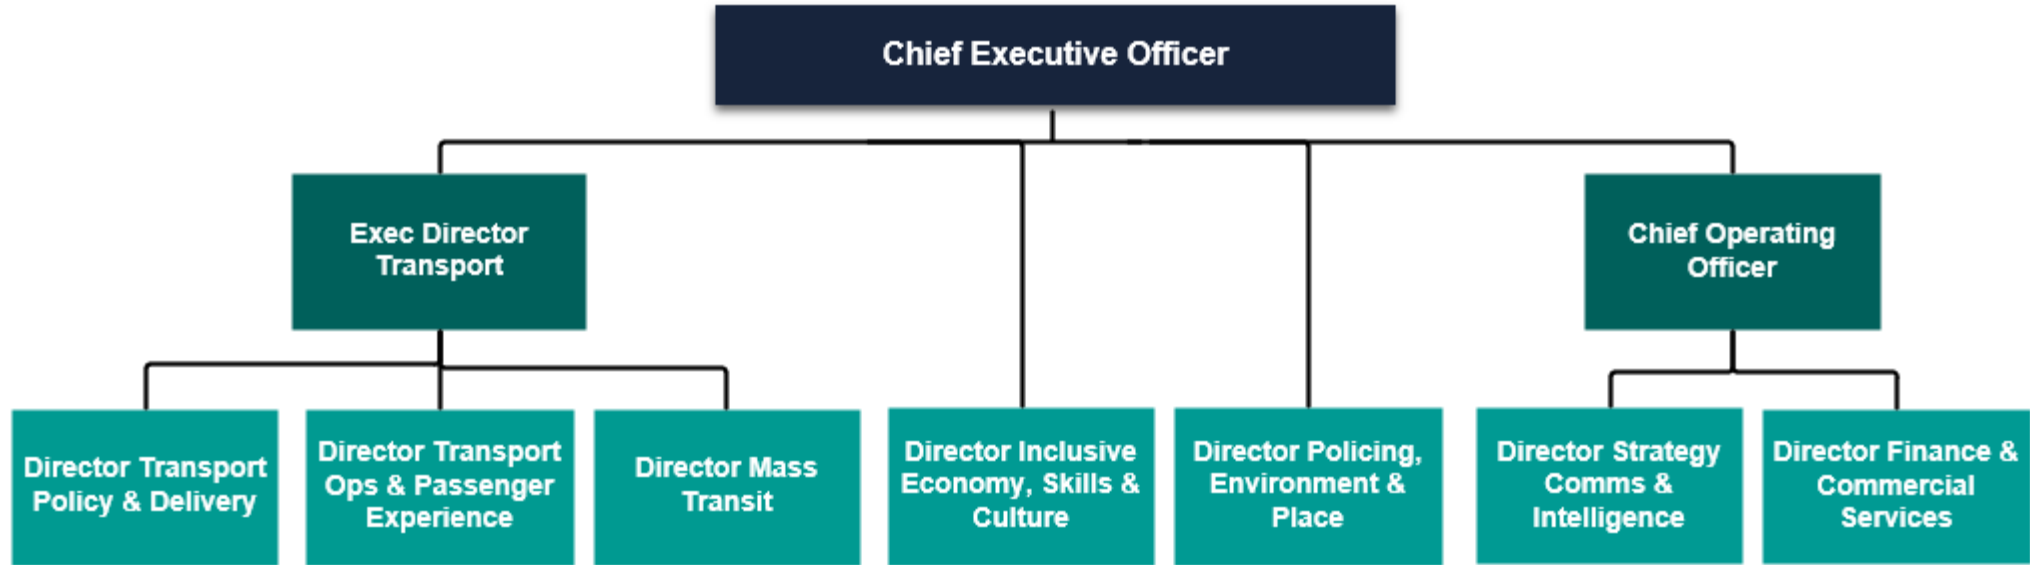 Chief Executive Officer
Exec Director
Transport
Chief Operating
Officer
Director Transport
Policy & Delivery
Director Transport
Ops & Passenger
Experience
Director Mass
Transit
Director Inclusive
Economy, Skills &
Culture
Director Policing,
Environment &
Place
Director Strategy
Comms &
Intelligence
Director Finance &
Commercial
Services